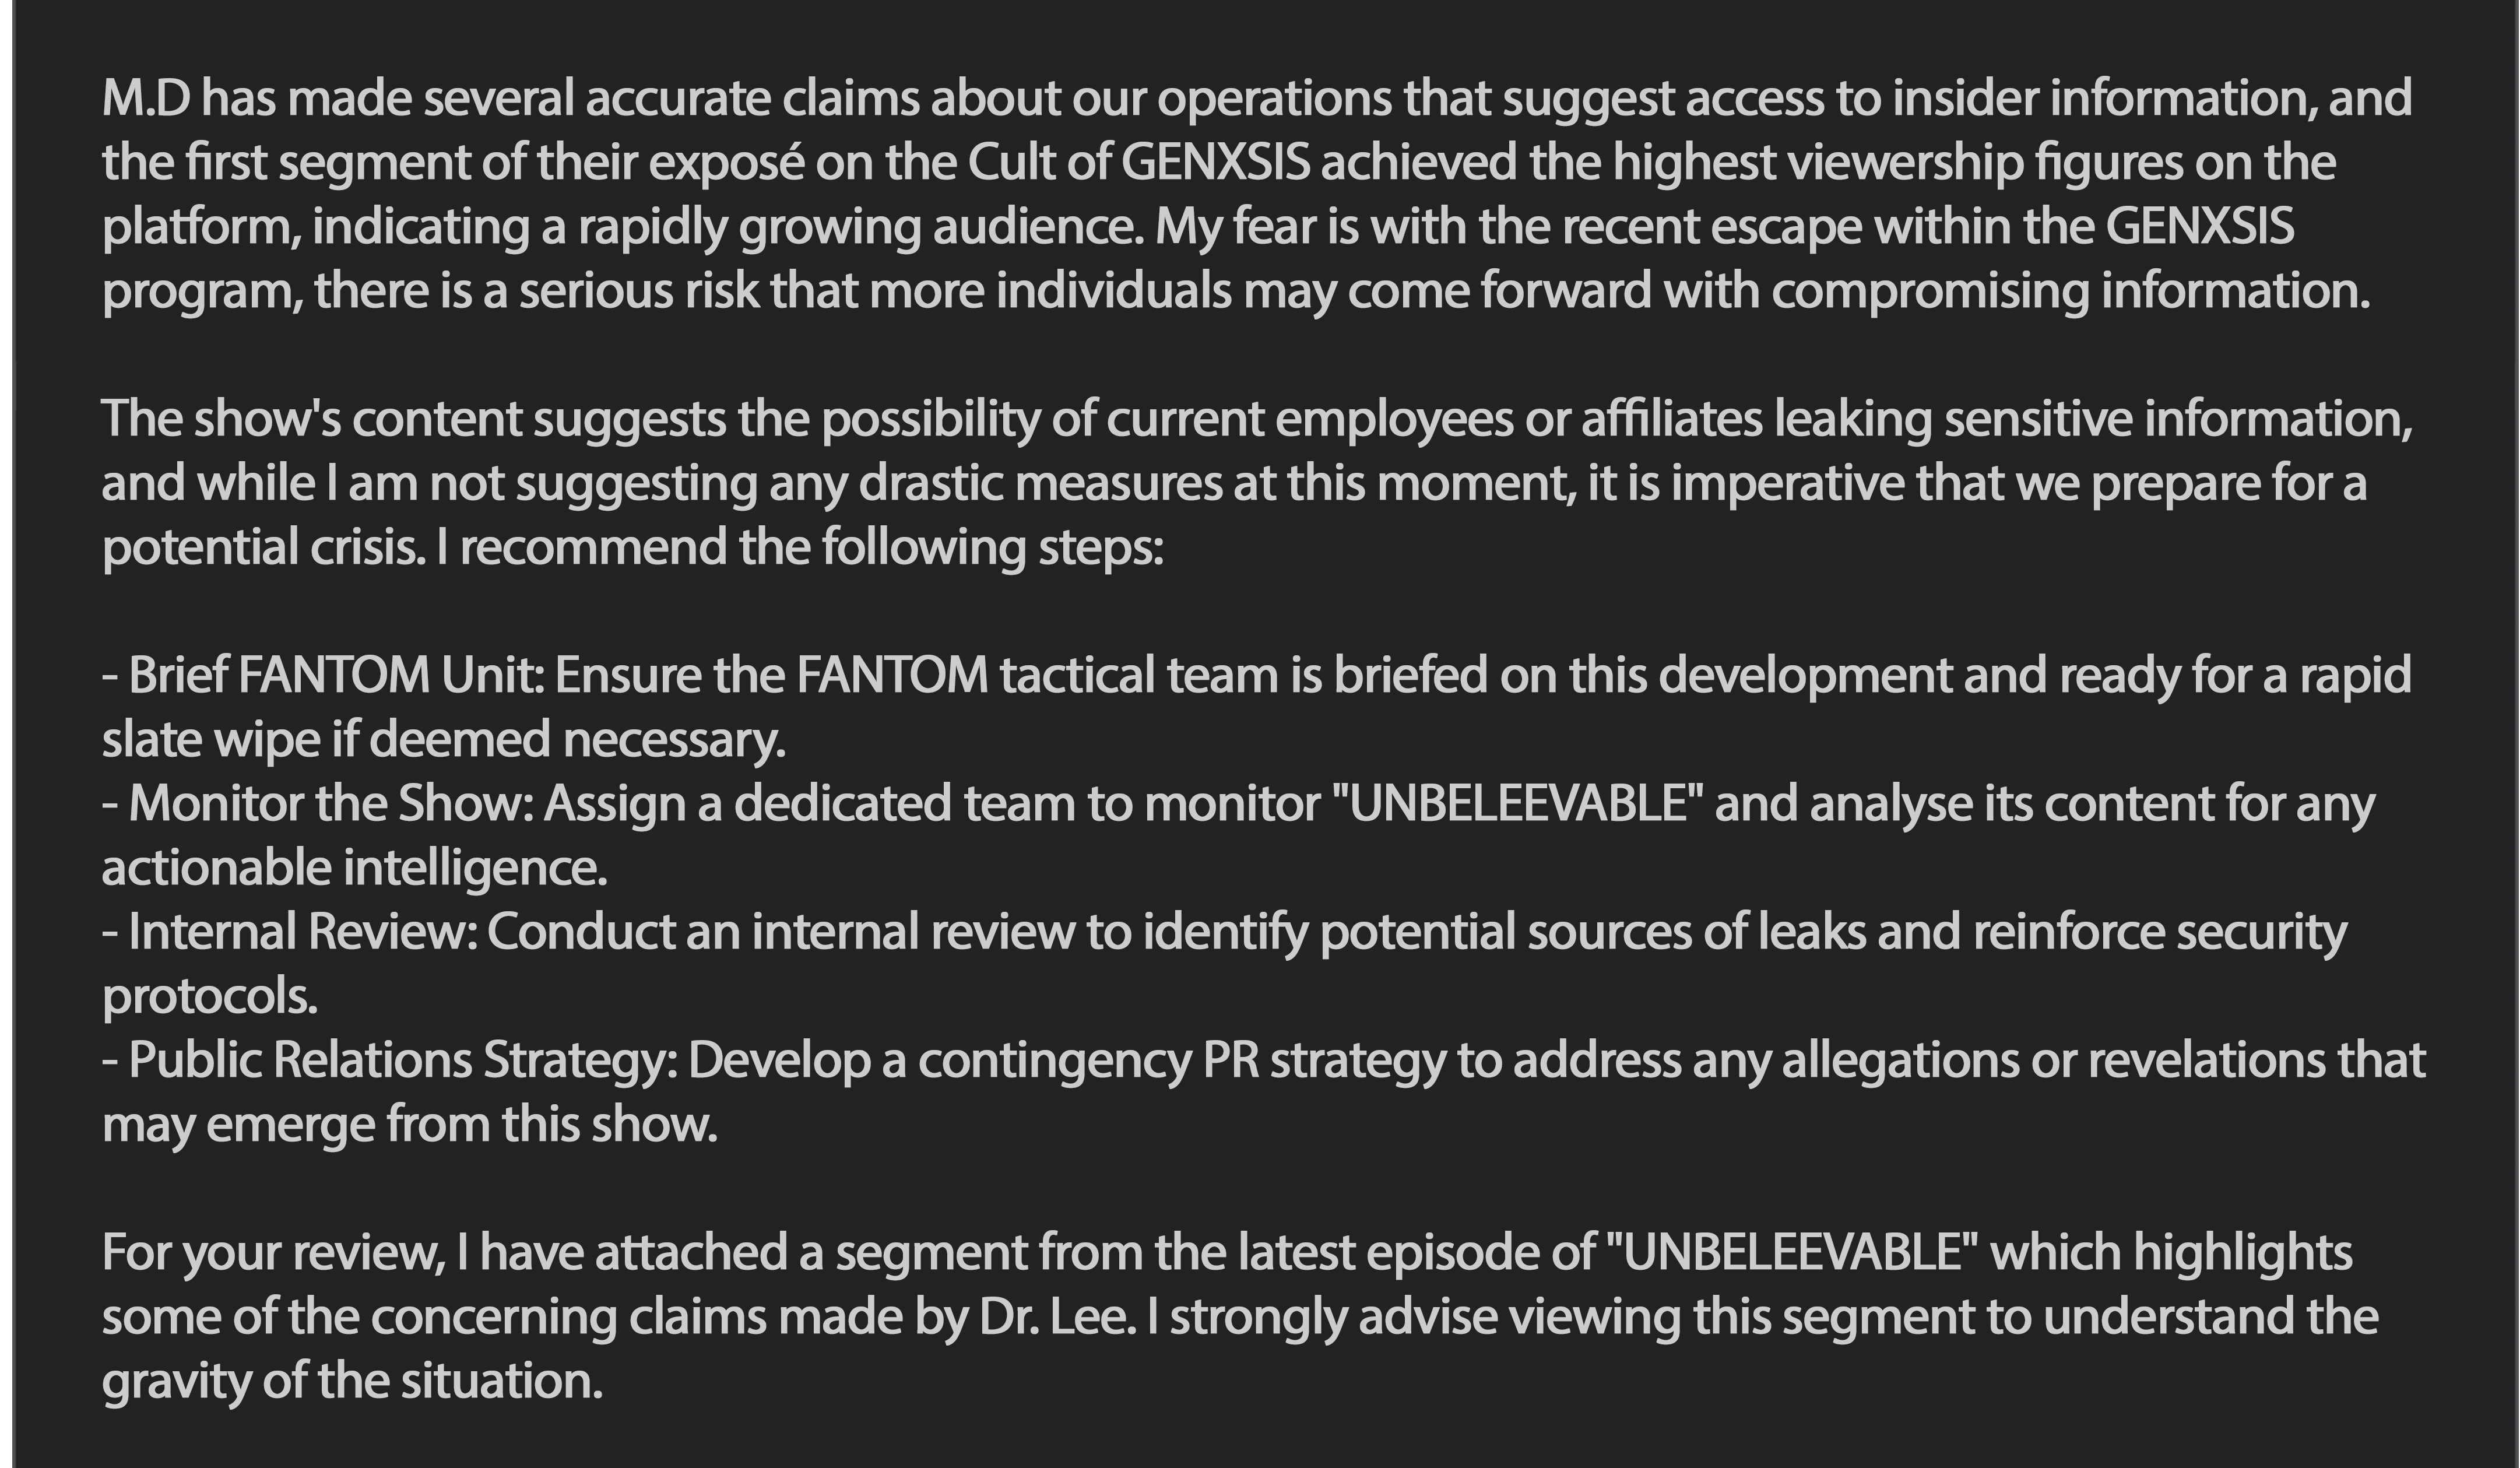 M.D has made several accurate claims about our operations that suggest access to insider information, and
the first segment of their exposé on the Cult of GENXSIS achieved the highest viewership figures on the
platform, indicating a rapidly growing audience. My fear is with the recent escape within the GENXSIS
program, there is a serious risk that more individuals may come forward with compromising information.

The show's content suggests the possibility of current employees or affiliates leaking sensitive information,
and while I am not suggesting any drastic measures at this moment, it is imperative that we prepare for a
potential crisis. I recommend the following steps:

- Brief FANTOM Unit: Ensure the FANTOM tactical team is briefed on this development and ready for a rapid
slate wipe if deemed necessary.
- Monitor the Show: Assign a dedicated team to monitor "UNBELEEVABLE" and analyse its content for any
actionable intelligence.
- Internal Review: Conduct an internal review to identify potential sources of leaks and reinforce security
protocols.
- Public Relations Strategy: Develop a contingency PR strategy to address any allegations or revelations that
may emerge from this show.

For your review, I have attached a segment from the latest episode of "UNBELEEVABLE" which highlights
some of the concerning claims made by Dr. Lee. I strongly advise viewing this segment to understand the
gravity of the situation.